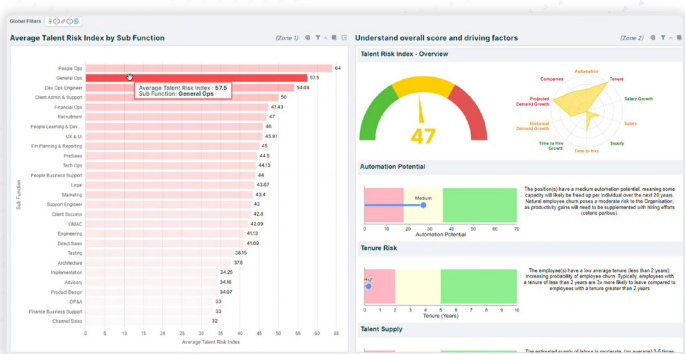 Global Filters
Average Talent Risk Index by Sub Function
(Zone 1)
People Ops
64
General Ops
57.5
Dev Ops Engineer
54.00
Client Admin & Support
50
Financial Ops
47.43
Recruitment
47
People Learning & Dev...
46
UX & UI
45.91
Fin Planning & Reporting
45
PreSales
44.5
Tech Ops
44.13
People Business Support
44
Legal
43.67
Marketing
43.4
Support Engineer
43
Client Success
42.8
42.09
Engineering
41.13
Direct Sales
41.09
Testing
38.15
Architecture
Implementation
34.25
Advisory
34.18
Product Design
34.07
OP&A
33
Finance Business Support
33
Channel Sales
32
Average Talent Risk Index : 57.5
Sub Function: General Ops
Sub Function
0 5 10 15 20 25 30 35 40 45 50 55 60 65
Average Talent Risk Index
Understand overall score and driving factors
(Zone 2)
Talent Risk Index - Overview
47
Automation
Tenure
Salary Growth
Salary
Supply
Time to Hire
Time to Hire
Growth
Historical
Demand Growth
Projected
Demand Growth
Companies
Automation Potential
Medium
0 10 20 30 40 50 60 70 80
Automation Potential
The position(s) have a medium automation potential, meaning some
capacity will likely be freed up per individual over the next 20 years.
Natural employee churn poses a moderate risk to the Organisation,
as productivity gains will need to be supplemented with hiring efforts
(ceteris paribus).
Tenure Risk
High
0 1 2 3 4 5 6 7 8 9 10
Tenure (Years)
The employee(s) have a low average tenure (less than 2 years),
increasing probability of employee churn. Typically, employees with
a tenure of less than 2 years are 3x more likely to leave compared to
employees with a tenure greater than 2 years
Talent Supply